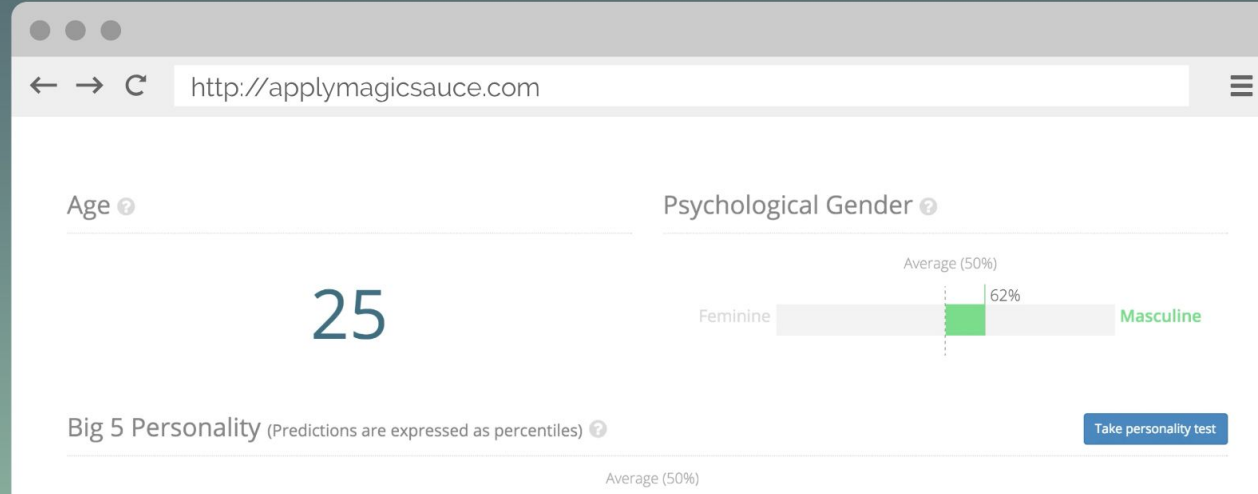 http://applymagicsauce.com
Age ?
Psychological Gender ?
Average (50%)
62%
Feminine
Masculine
25
Big 5 Personality (Predictions are expressed as percentiles) ?
Take personality test
Average (50%)